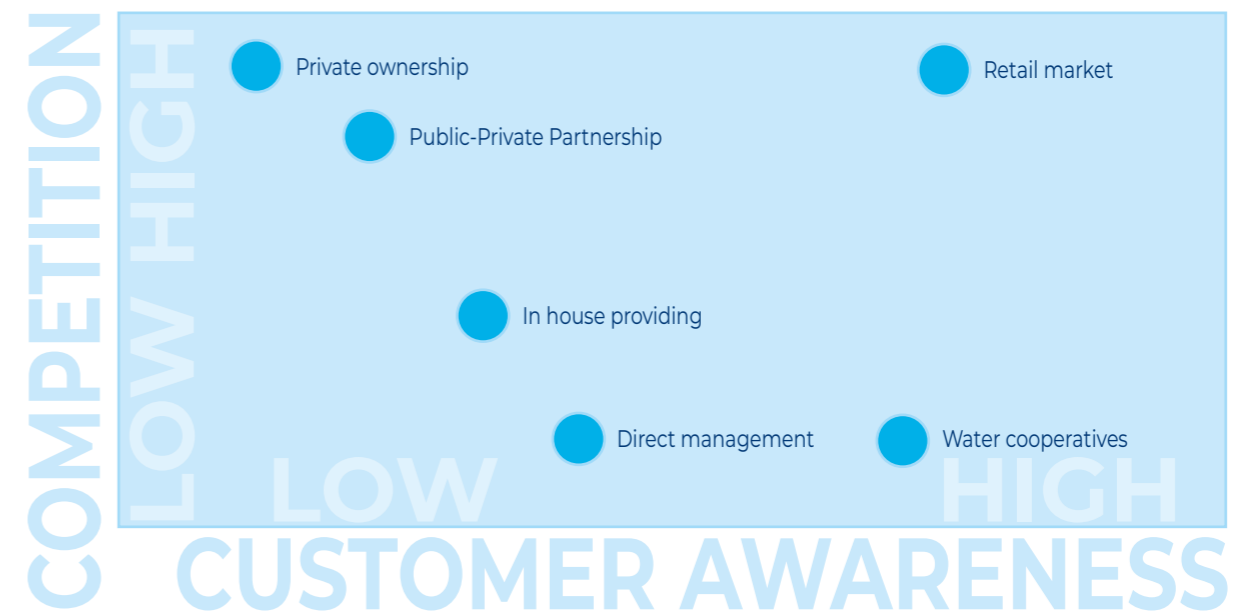 COMPETITION
LOW HIGH
Private ownership
Retail market
Public-Private Partnership
In house providing
Direct management
Water cooperatives
LOW HIGH
CUSTOMER AWARENESS